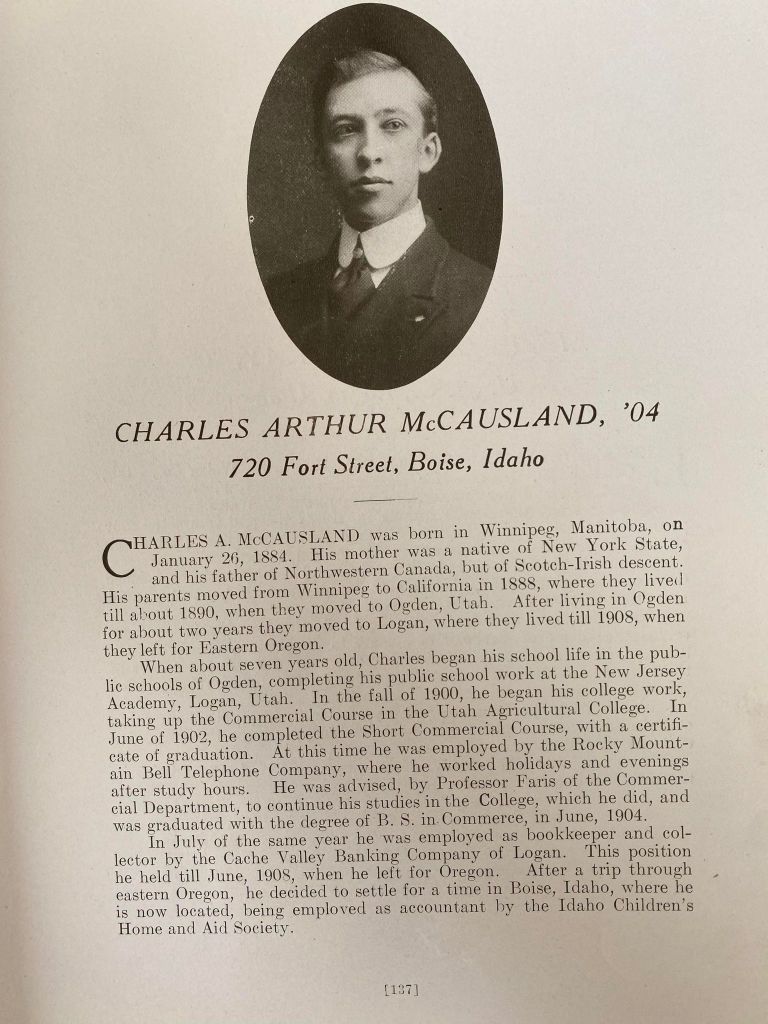 CHARLES ARTHUR McCAUSLAND, '04
720 Fort Street, Boise, Idaho
CHARLES A. McCAUSLAND was born in Winnipeg, Manitoba, on
January 26, 1884. His mother was a native of New York State,
and his father of Northwestern Canada, but of Scotch-Irish descent.
His parents moved from Winnipeg to California in 1888, where they lived
till about 1890, when they moved to Ogden, Utah. After living in Ogden
for about two years they moved to Logan, where they lived till 1908, when
they left for Eastern Oregon.
When about seven years old, Charles began his school life in the pub-
lic schools of Ogden, completing his public school work at the New Jersey
Academy, Logan, Utah. In the fall of 1900, he began his college work,
taking up the Commercial Course in the Utah Agricultural College. In
June of 1902, he completed the Short Commercial Course, with a certifi-
cate of graduation. At this time he was employed by the Rocky Mount-
ain Bell Telephone Company, where he worked holidays and evenings
after study hours. He was advised, by Professor Faris of the Commer-
cial Department, to continue his studies in the College, which he did, and
was graduated with the degree of B. S. in Commerce, in June, 1904.
In July of the same year he was employed as bookkeeper and col-
lector by the Cache Valley Banking Company of Logan. This position
he held till June, 1908, when he left for Oregon. After a trip through
eastern Oregon, he decided to settle for a time in Boise, Idaho, where he
is now located, being employed as accountant by the Idaho Children's
Home and Aid Society.
[137]